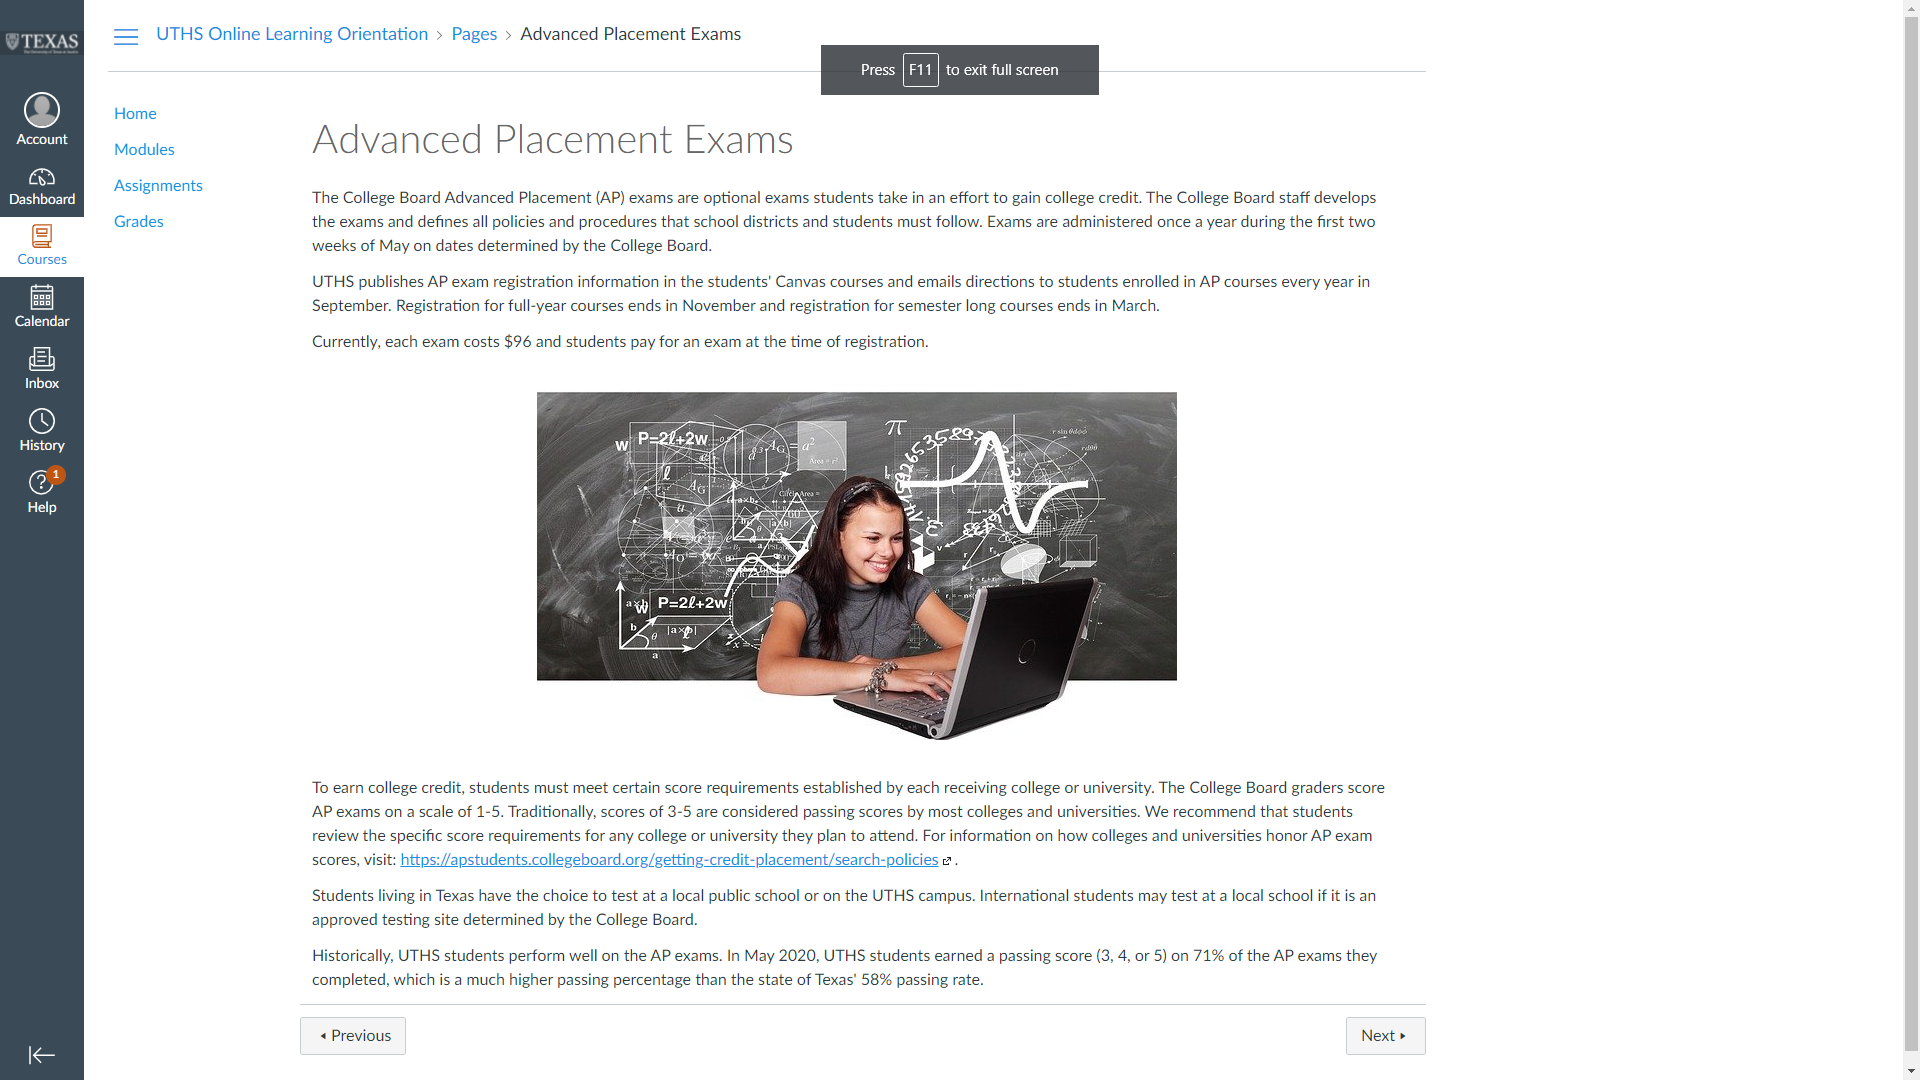 TEXAS
UTHS Online Learning Orientation › Pages › Advanced Placement Exams
Press F11 to exit full screen
Account
Dashboard
Courses
Calendar
Inbox
History
1
Help
Home
Modules
Assignments
Grades
Advanced Placement Exams
The College Board Advanced Placement (AP) exams are optional exams students take in an effort to gain college credit. The College Board staff develops
the exams and defines all policies and procedures that school districts and students must follow. Exams are administered once a year during the first two
weeks of May on dates determined by the College Board.
UTHS publishes AP exam registration information in the students' Canvas courses and emails directions to students enrolled in AP courses every year in
September. Registration for full-year courses ends in November and registration for semester long courses ends in March.
Currently, each exam costs $96 and students pay for an exam at the time of registration.
w P=2ℓ+2w
π
P=2ℓ+2w
To earn college credit, students must meet certain score requirements established by each receiving college or university. The College Board graders score
AP exams on a scale of 1-5. Traditionally, scores of 3-5 are considered passing scores by most colleges and universities. We recommend that students
review the specific score requirements for any college or university they plan to attend. For information on how colleges and universities honor AP exam
scores, visit: https://apstudents.collegeboard.org/getting-credit-placement/search-policies .
Students living in Texas have the choice to test at a local public school or on the UTHS campus. International students may test at a local school if it is an
approved testing site determined by the College Board.
Historically, UTHS students perform well on the AP exams. In May 2020, UTHS students earned a passing score (3, 4, or 5) on 71% of the AP exams they
completed, which is a much higher passing percentage than the state of Texas' 58% passing rate.
Previous
Next